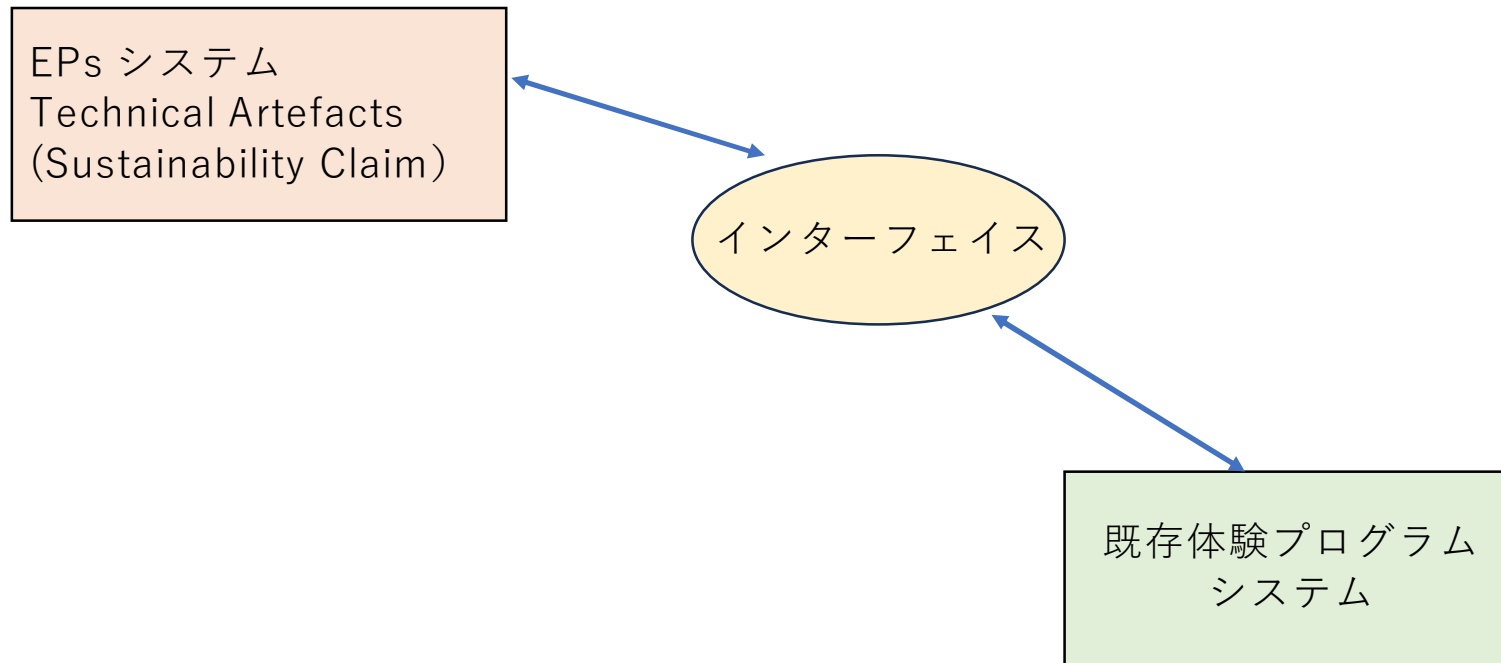 EPs システム
Technical Artefacts
(Sustainability Claim）
インターフェイス
既存体験プログラム
システム